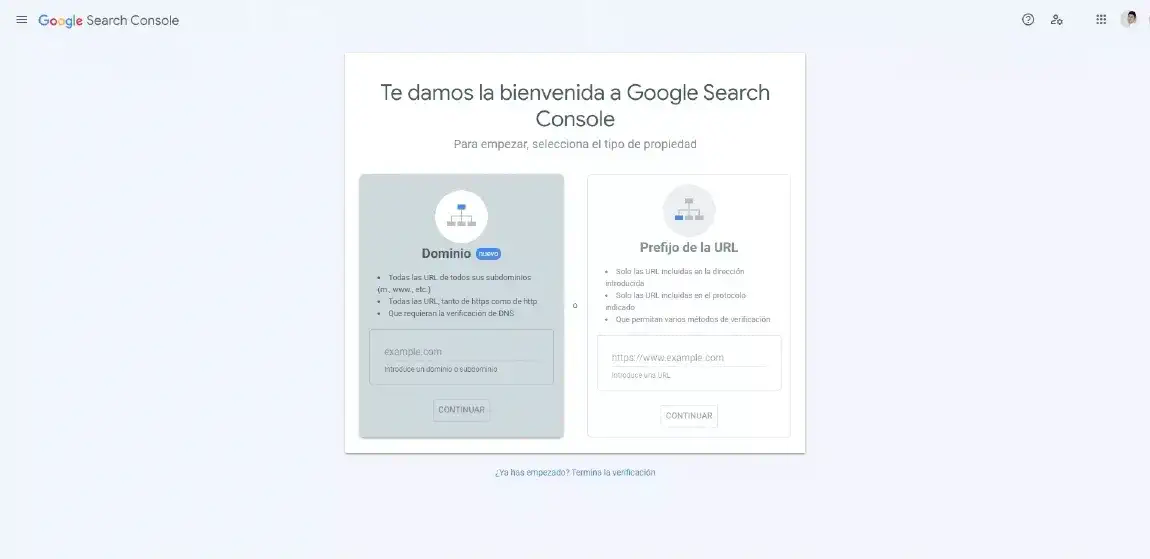 Google Search Console
Te damos la bienvenida a Google Search
Console
Para empezar, selecciona el tipo de propiedad
Dominio nuevo
• Todas las URL de todos sus subdominios
(m., www., etc.)
• Todas las URL, tanto de https como de http
• Que requieran la verificación de DNS
example.com
Introduce un dominio o subdominio
CONTINUAR
o
Prefijo de la URL
• Solo las URL incluidas en la dirección
introducida
• Solo las URL incluidas en el protocolo
indicado
• Que permitan varios métodos de verificación
https://www.example.com
Introduce una URL
CONTINUAR
¿Ya has empezado? Termina la verificación